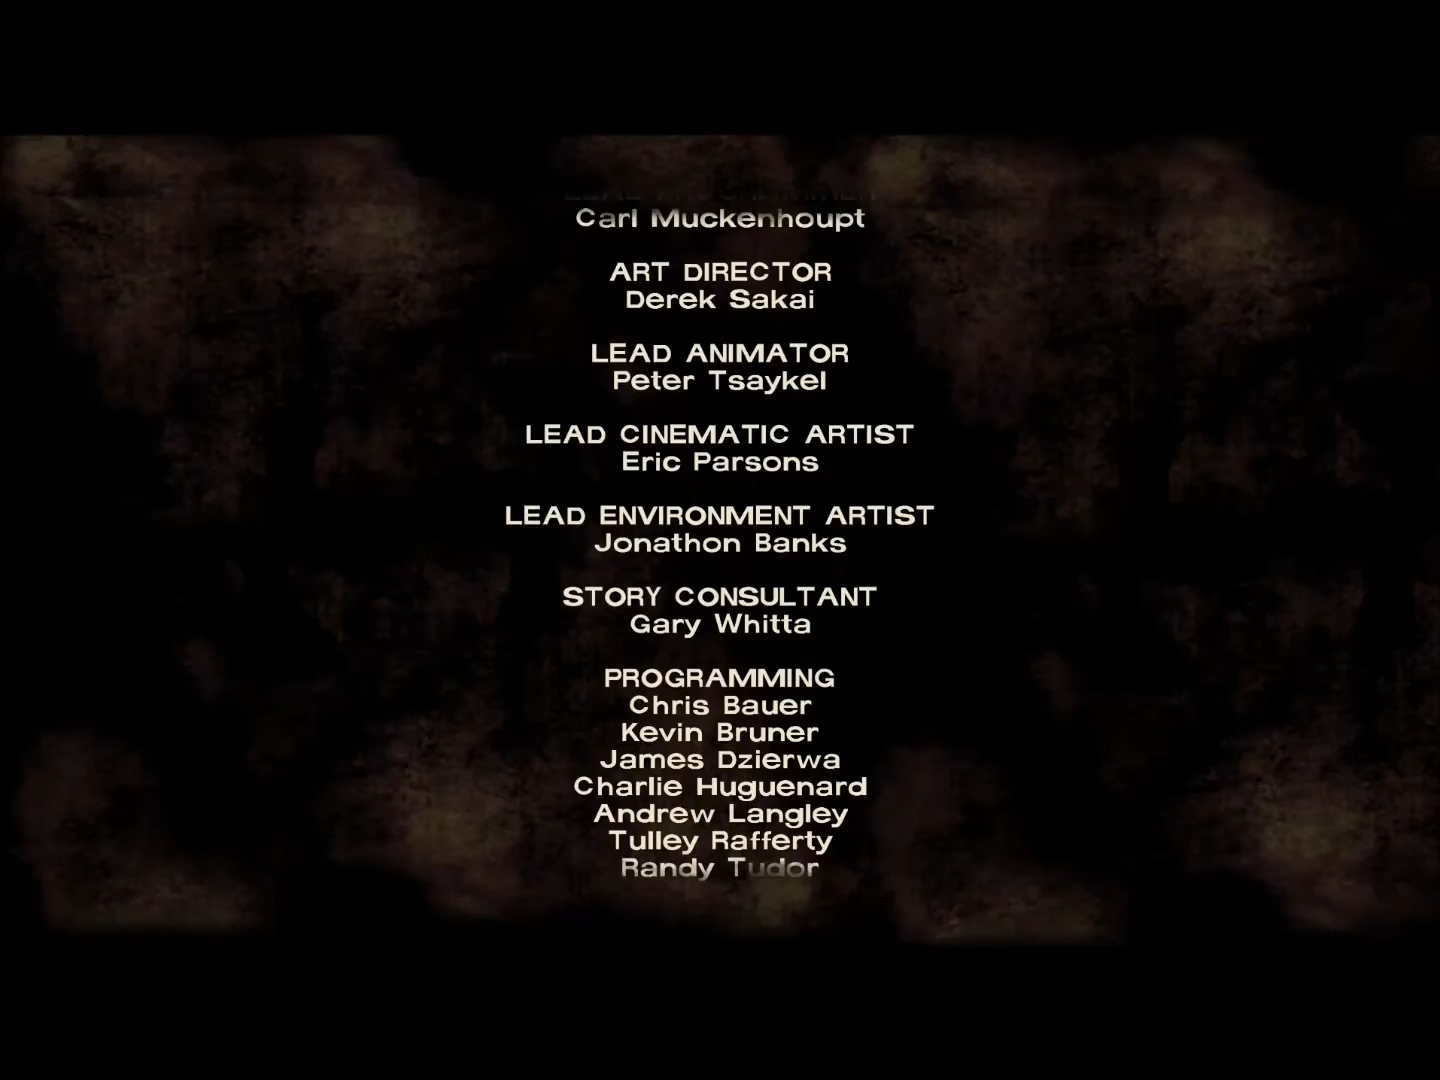 Carl Muckenhoupt
ART DIRECTOR
Derek Sakai
LEAD ANIMATOR
Peter Tsaykel
LEAD CINEMATIC ARTIST
Eric Parsons
LEAD ENVIRONMENT ARTIST
Jonathon Banks
STORY CONSULTANT
Gary Whitta
PROGRAMMING
Chris Bauer
Kevin Bruner
James Dzierwa
Charlie Huguenard
Andrew Langley
Tulley Rafferty
Randy Tudor